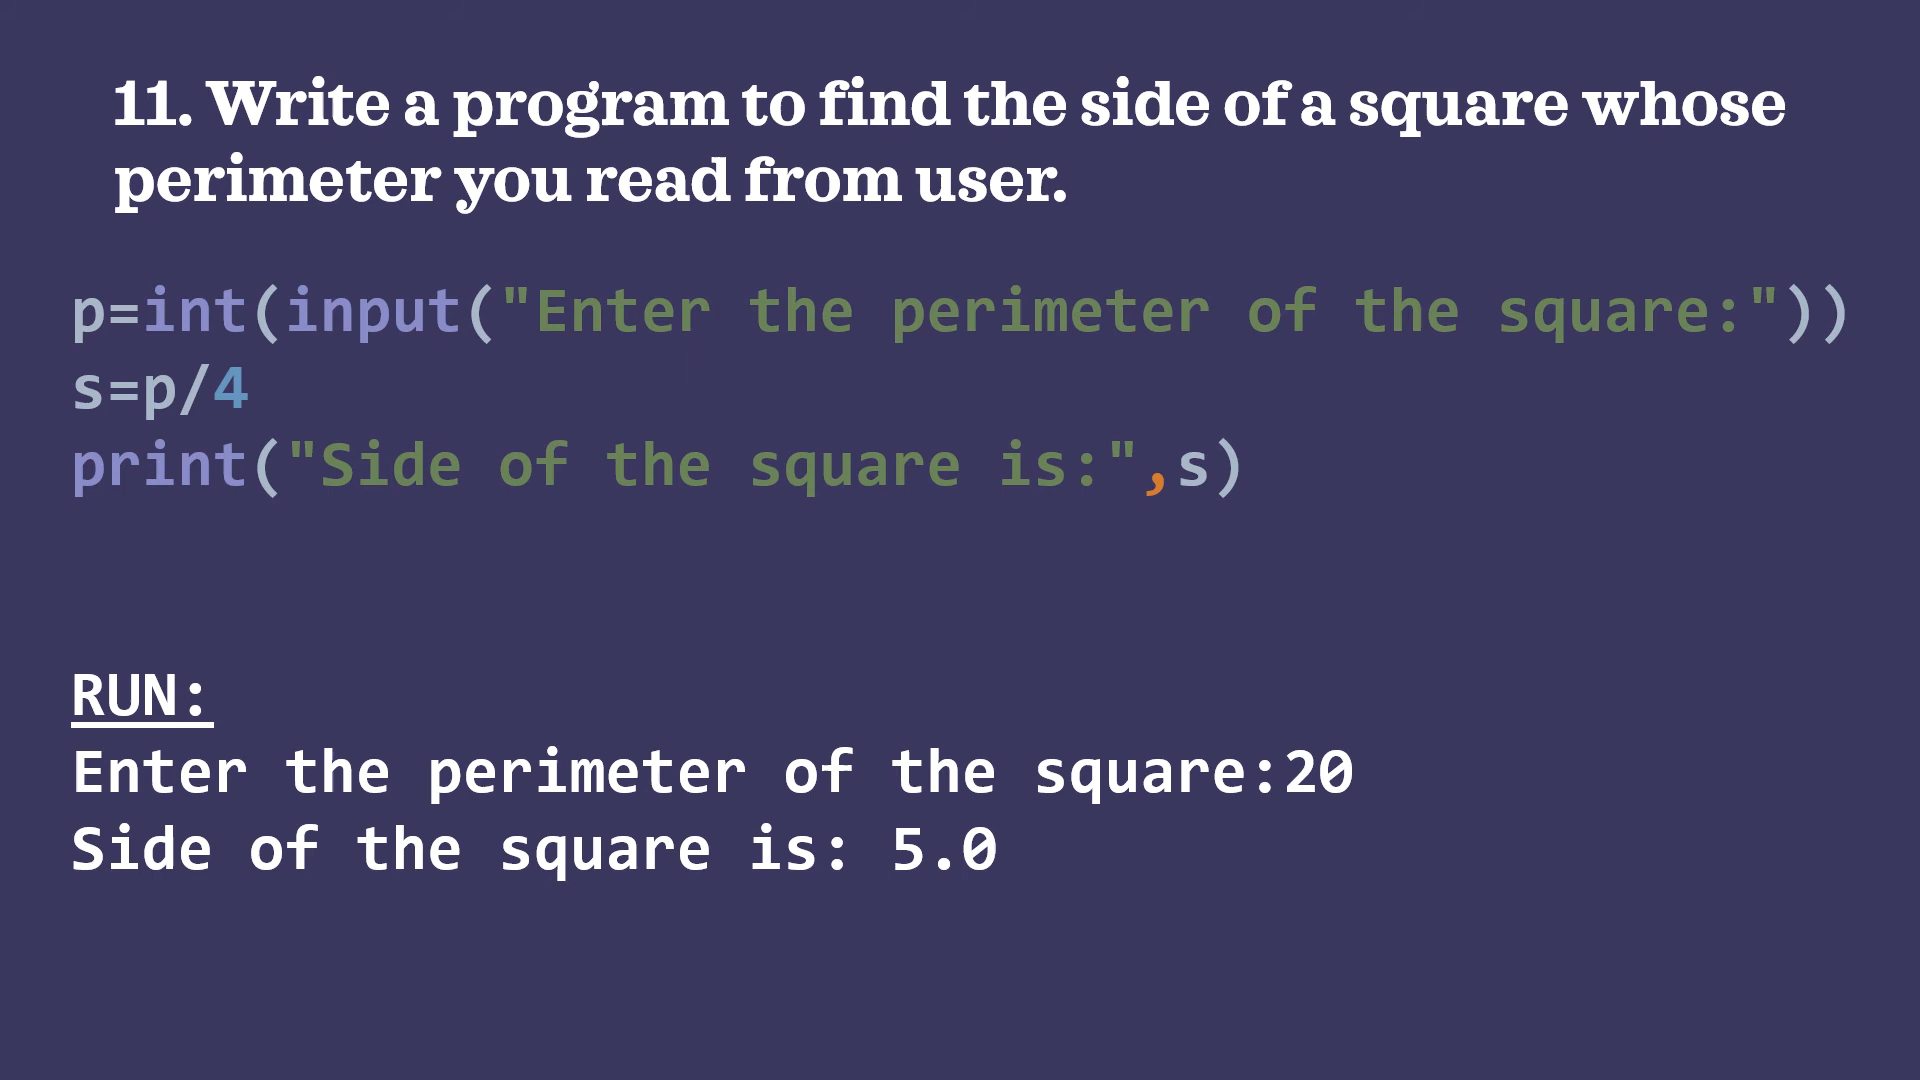 11. Write a program to find the side of a square whose
perimeter you read from user.
p=int(input("Enter the perimeter of the square:"))
s=p/4
print("Side of the square is:",s)
RUN:
Enter the perimeter of the square:20
Side of the square is: 5.0